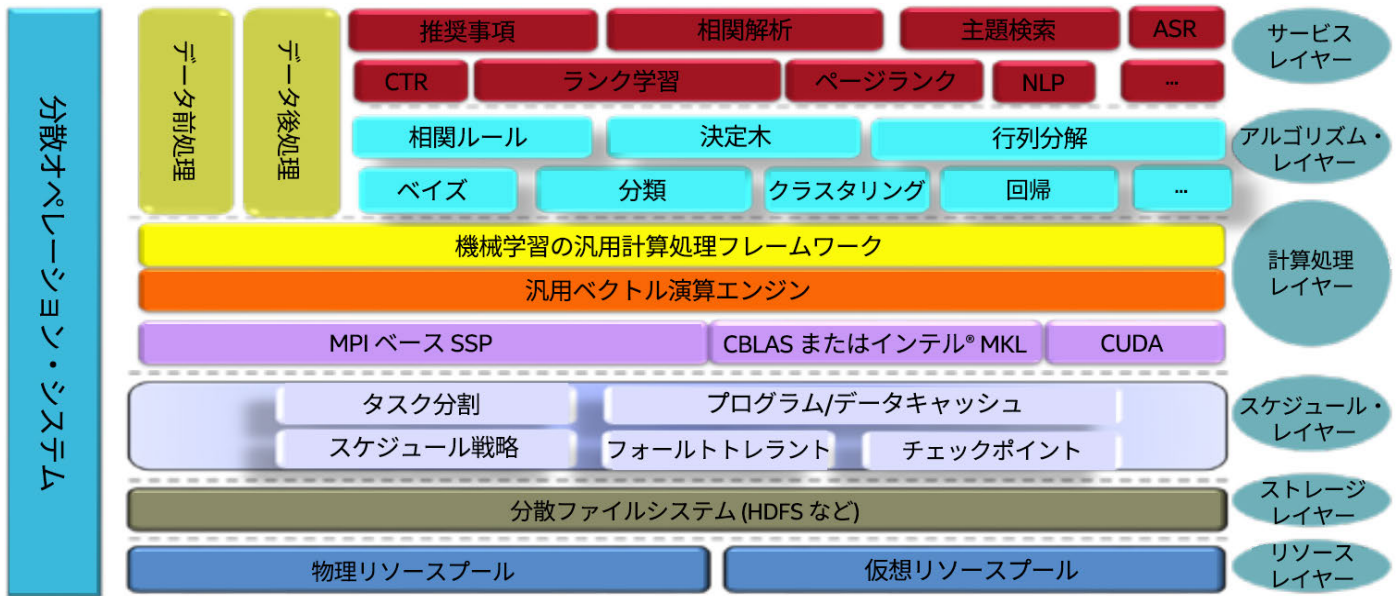 分散オペレーション・システム
データ前処理
データ後処理
推奨事項
相関解析
主題検索
ASR
CTR
ランク学習
ページランク
NLP
...
サービス
レイヤー
相関ルール
決定木
行列分解
ベイズ
分類
クラスタリング
回帰
...
アルゴリズム・
レイヤー
機械学習の汎用計算処理フレームワーク
汎用ベクトル演算エンジン
MPI ベース SSP
CBLAS またはインテル® MKL
CUDA
計算処理
レイヤー
タスク分割
プログラム/データキャッシュ
スケジュール戦略
フォールトトレラント
チェックポイント
スケジュール・
レイヤー
分散ファイルシステム (HDFS など)
ストレージ
レイヤー
物理リソースプール
仮想リソースプール
リソース
レイヤー